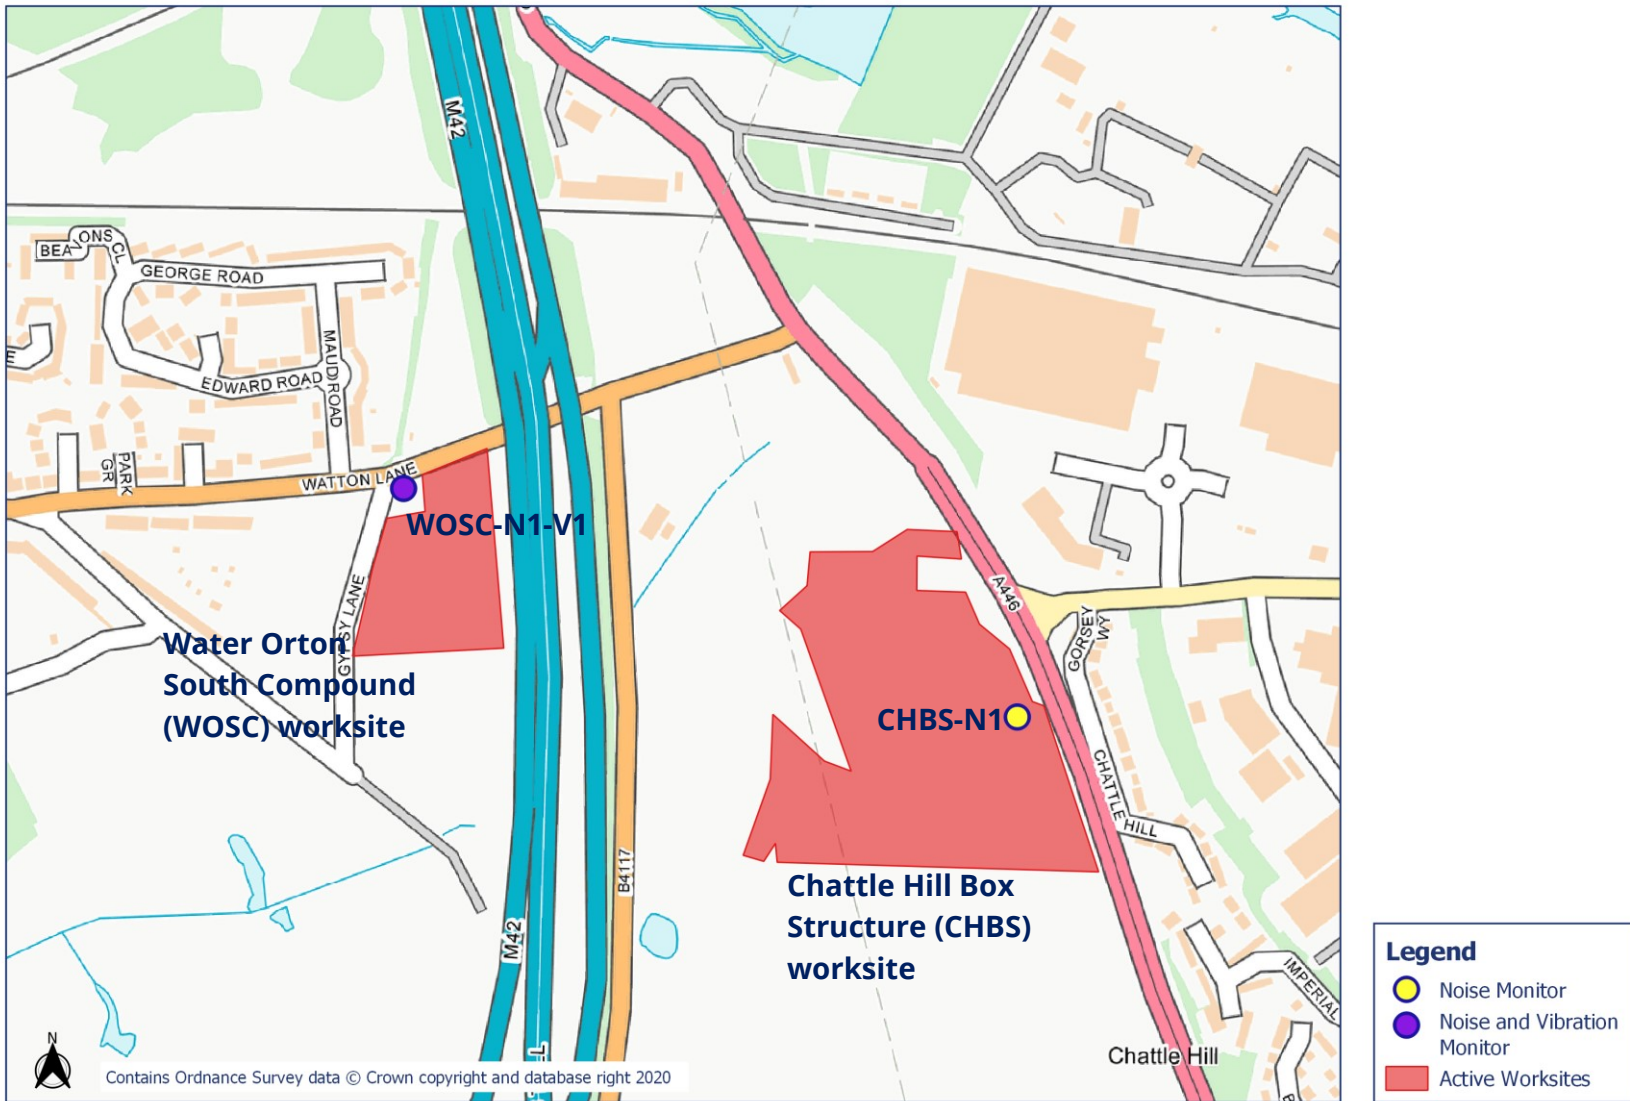 M42
BEAVONS CL
GEORGE ROAD
MAUD ROAD
E
EDWARD ROAD
PARK
GR
WATTON LANE
WOSC-N1-V1
GYPSY LANE
Water Orton
South Compound
(WOSC) worksite
A446
GORSEY
WY
CHBS-N1
CHATTLE HILL
B4117
Chattle Hill Box
Structure (CHBS)
worksite
M42
IMPERIAL
Chattle Hill
N
Contains Ordnance Survey data © Crown copyright and database right 2020
Legend
Noise Monitor
Noise and Vibration
Monitor
Active Worksites